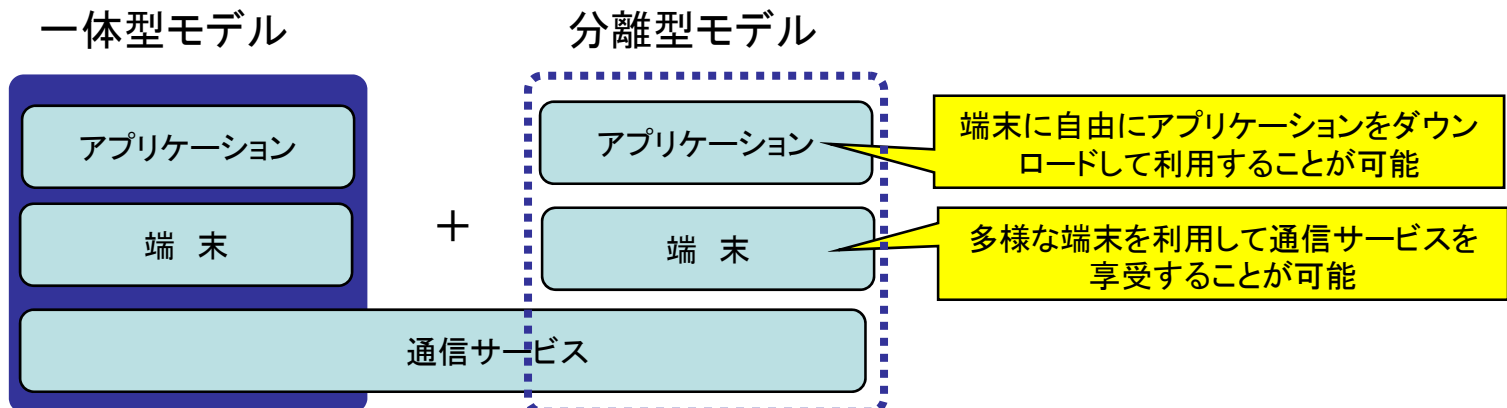 一体型モデル
分離型モデル
アプリケーション
端 末
+
アプリケーション
端 末
通信サービス
端末に自由にアプリケーションをダウン
ロードして利用することが可能
多様な端末を利用して通信サービスを
享受することが可能